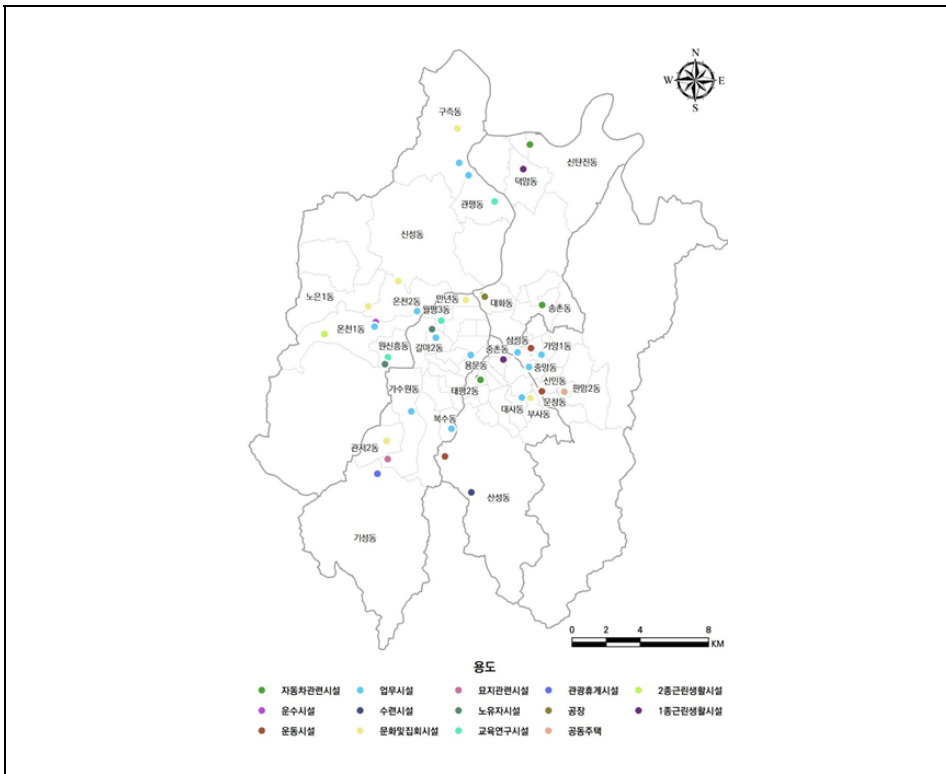 N
W E
S
구즉동
신탄진동
덕암동
관평동
신성동
노은1동
온천2동
만년동
대화동
월평3동
송촌동
온천1동
원신흥동
갈마2동
삼성동
가양1동
중촌동
용문동
중앙동
가수원동
태평2동
신인동
판암2동
대사동
문창동
부사동
복수동
관저2동
산성동
기성동
0 2 4 8
KM
용도
자동차관련시설 업무시설 묘지관련시설 관광휴게시설 2종근린생활시설
운수시설 수련시설 노유자시설 공장 1종근린생활시설
운동시설 문화및집회시설 교육연구시설 공동주택